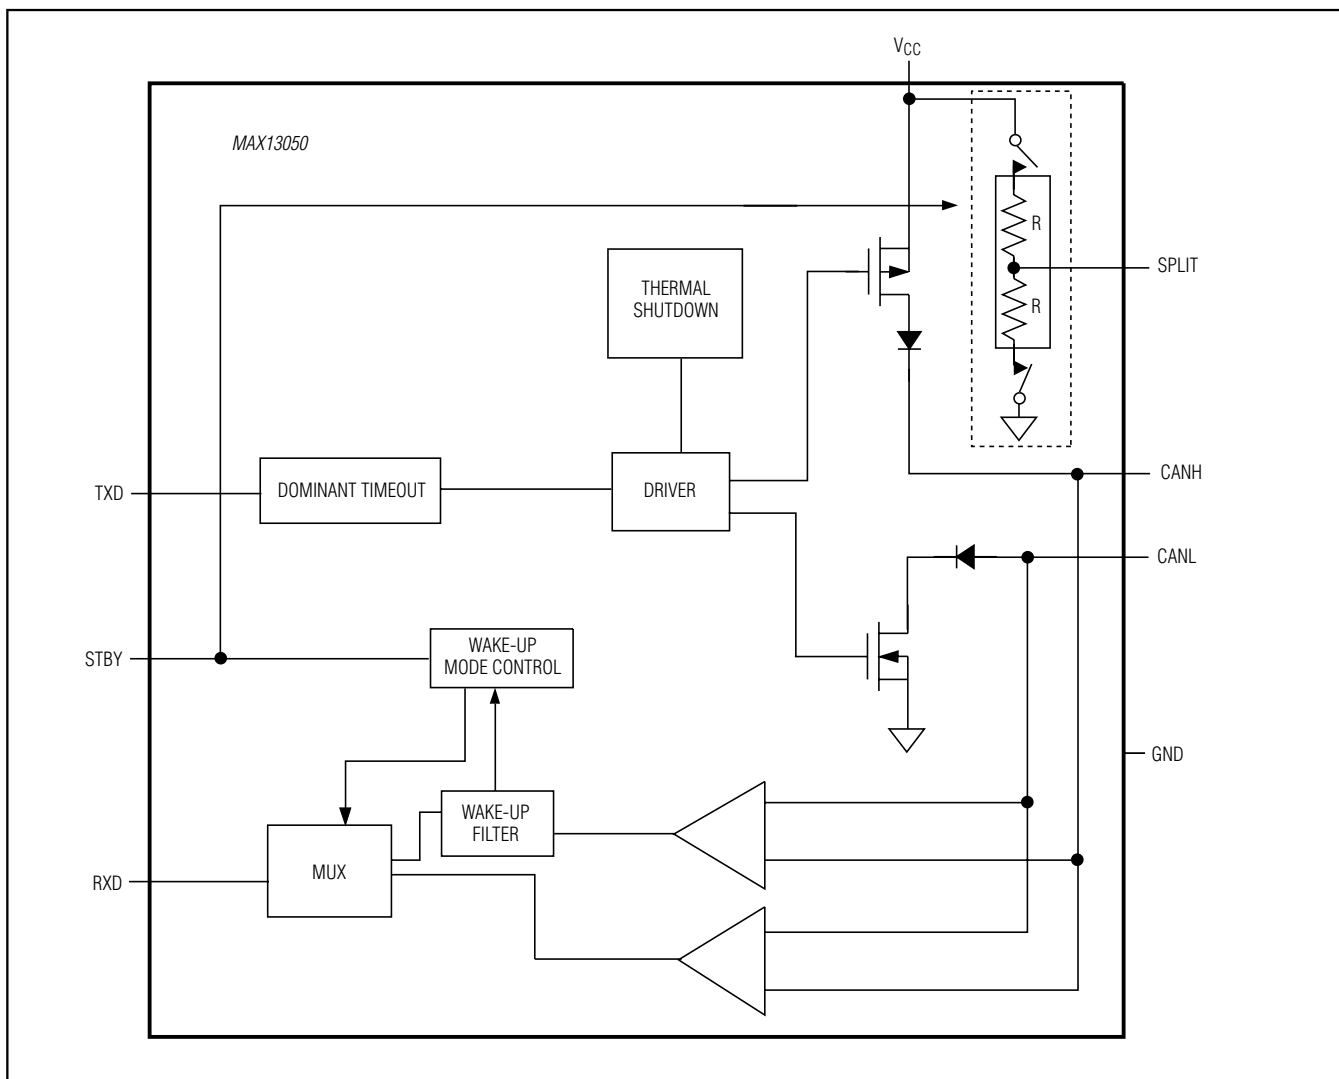 VCC
MAX13050
R
SPLIT
THERMAL
SHUTDOWN
R
CANH
TXD
DOMINANT TIMEOUT
DRIVER
CANL
STBY
WAKE-UP
MODE CONTROL
GND
WAKE-UP
FILTER
MUX
RXD